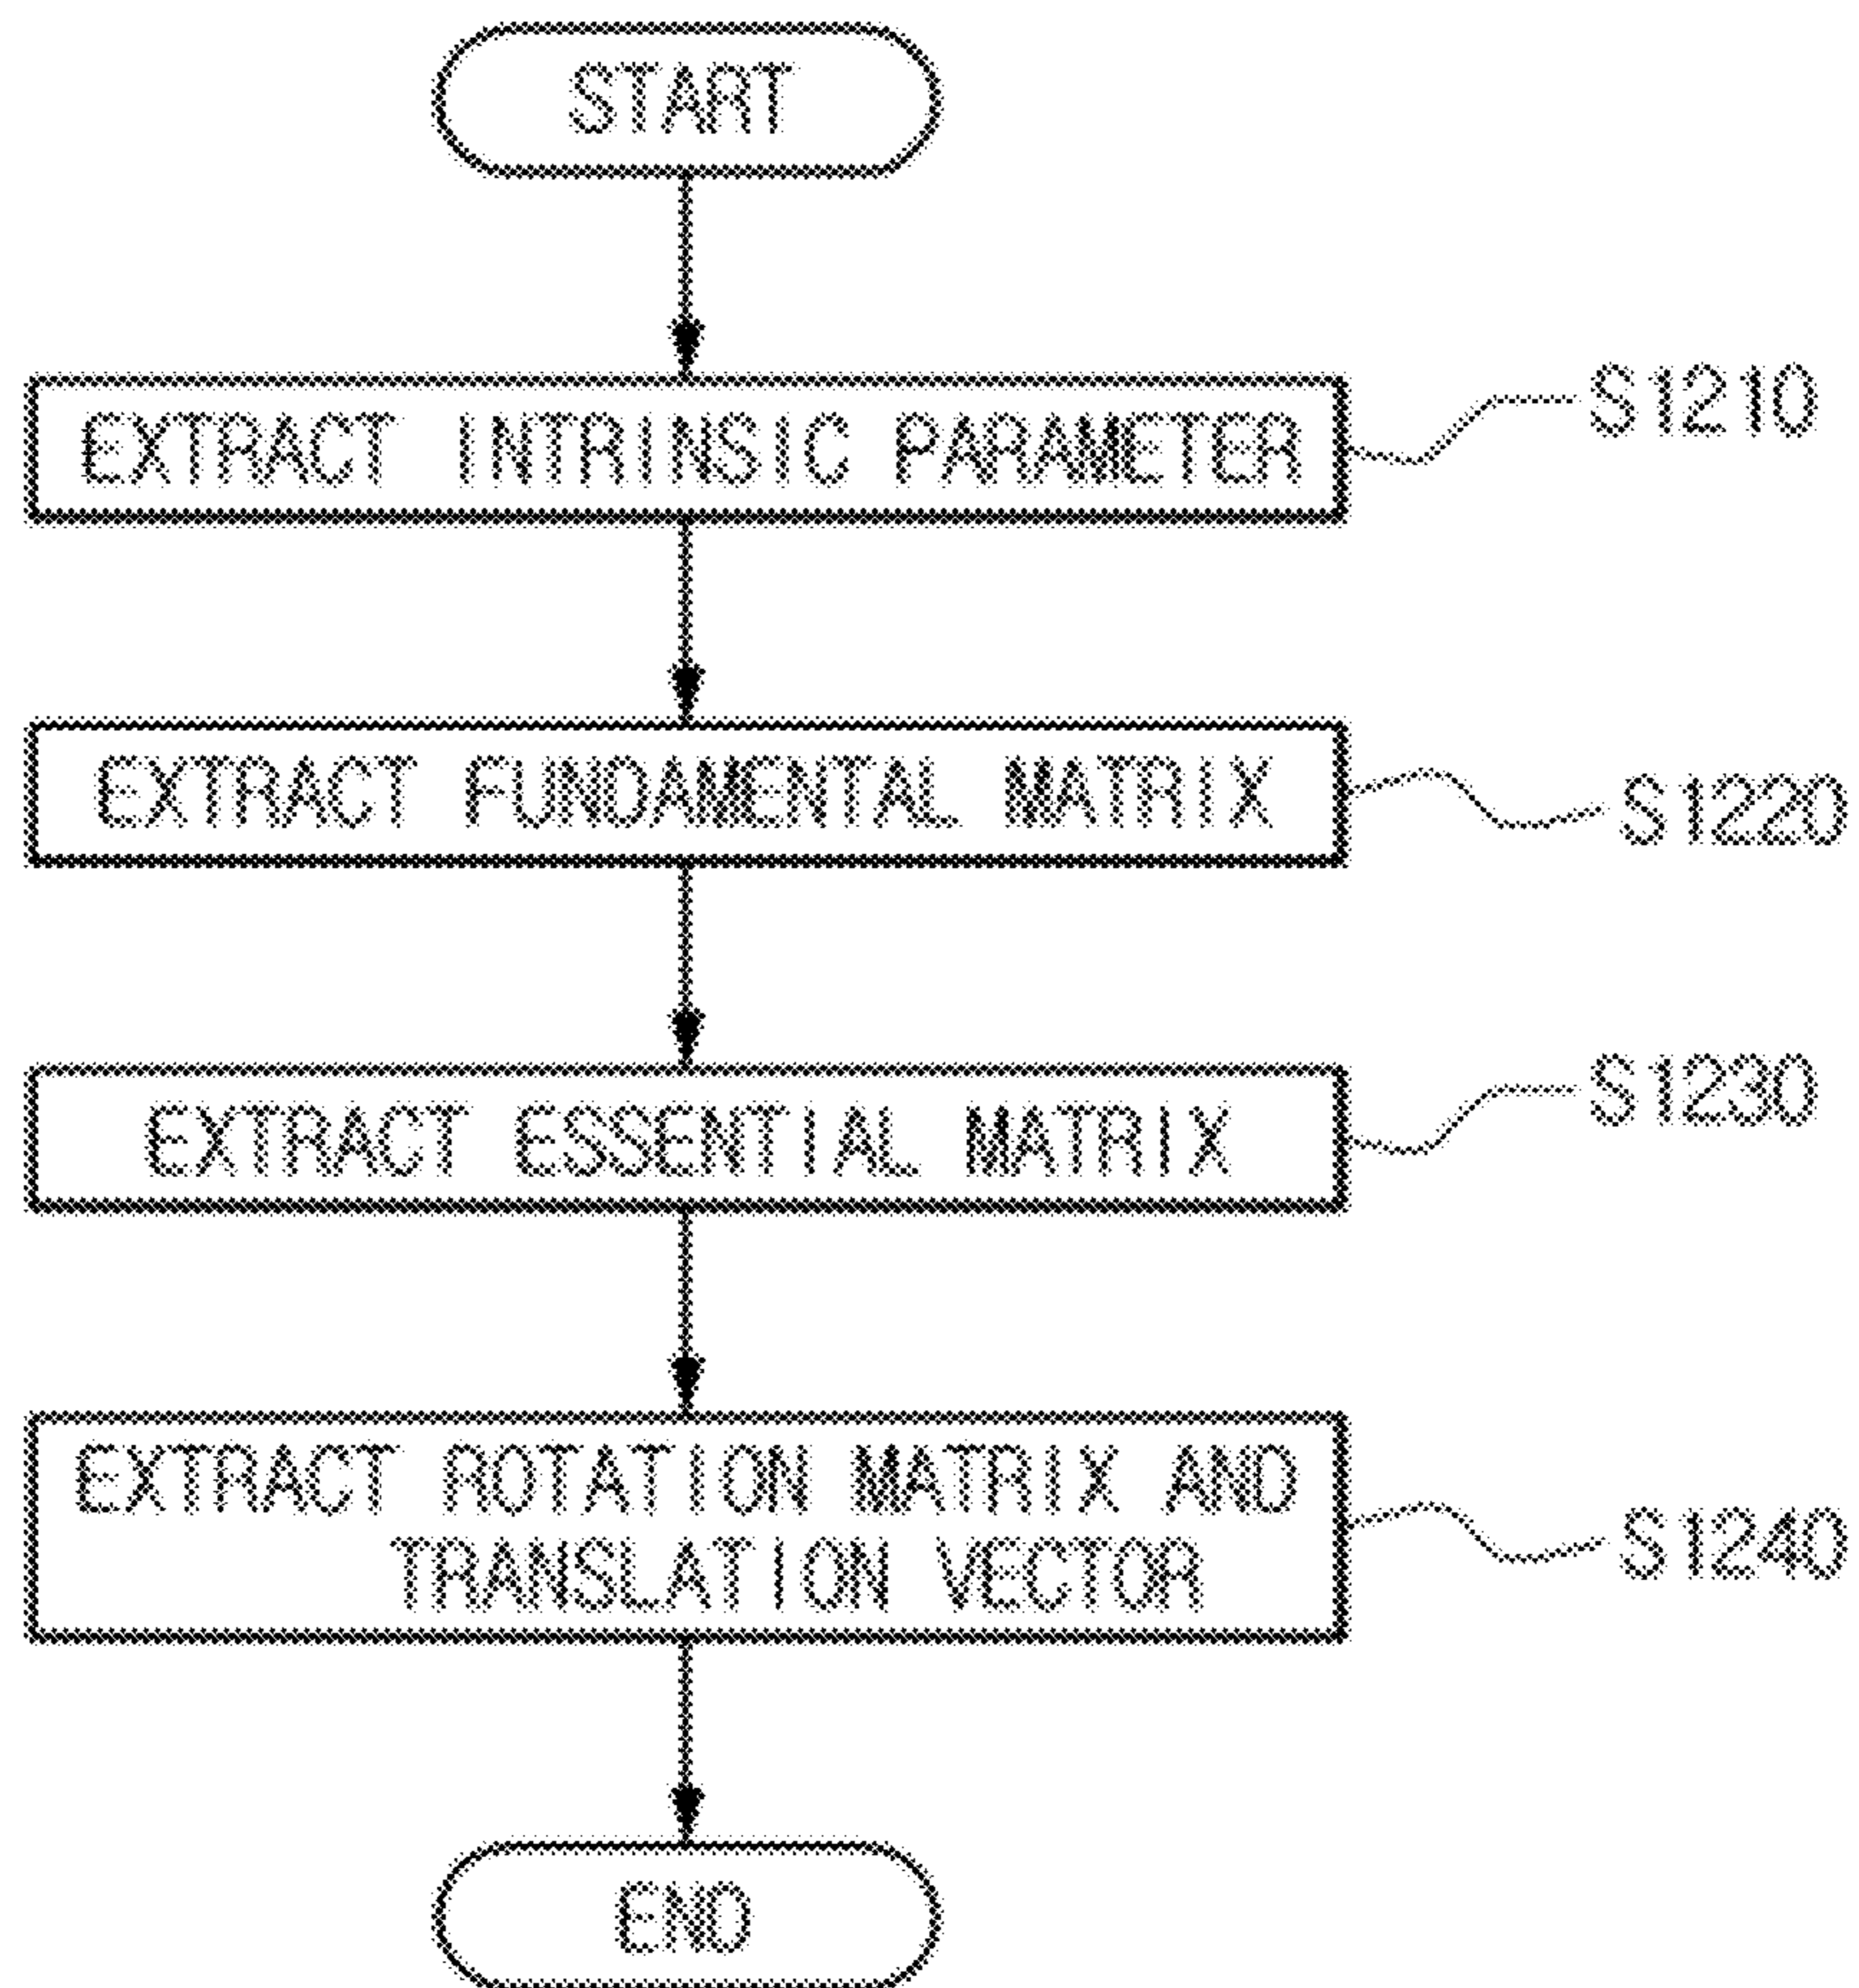 START
EXTRACT INTRINSIC PARAMETER
S1210
EXTRACT FUNDAMENTAL MATRIX
S1220
EXTRACT ESSENTIAL MATRIX
S1230
EXTRACT ROTATION MATRIX AND
TRANSLATION VECTOR
S1240
END